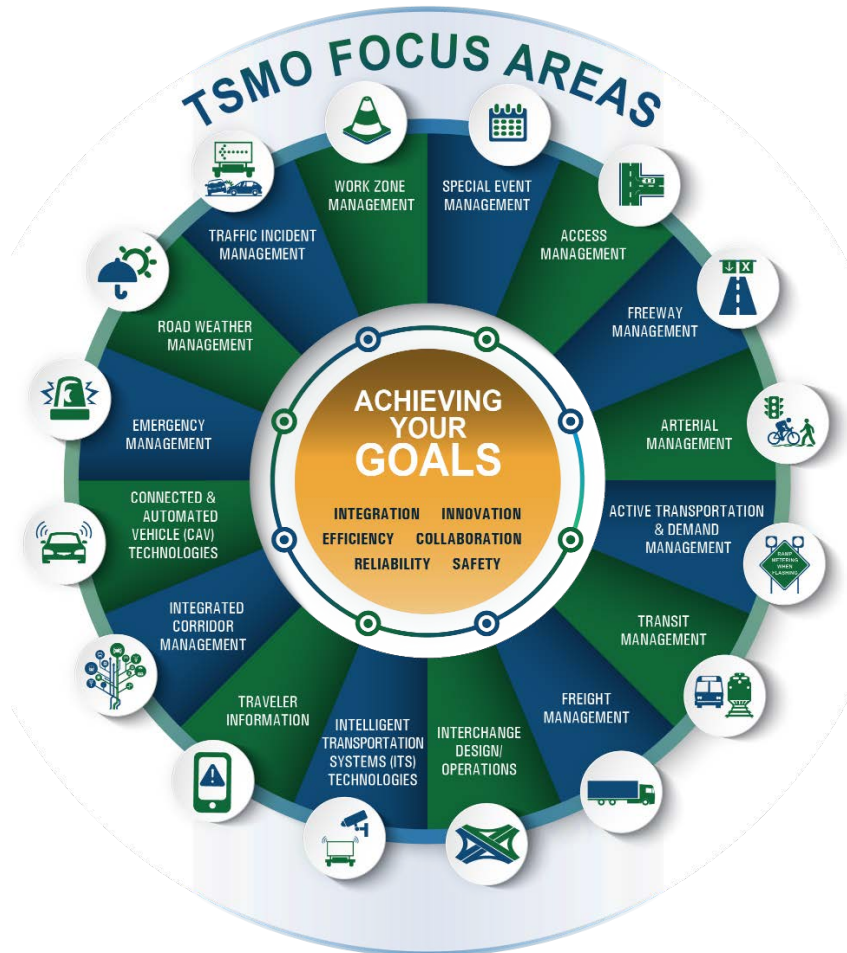 TSMO FOCUS AREAS
WORK ZONE
MANAGEMENT
SPECIAL EVENT
MANAGEMENT
ACCESS
MANAGEMENT
FREEWAY
MANAGEMENT
ARTERIAL
MANAGEMENT
ACTIVE TRANSPORTATION
& DEMAND
MANAGEMENT
RAMP
METERING
WHEN
FLASHING
TRANSIT
MANAGEMENT
FREIGHT
MANAGEMENT
INTERCHANGE
DESIGN/
OPERATIONS
INTELLIGENT
TRANSPORTATION
SYSTEMS (ITS)
TECHNOLOGIES
TRAVELER
INFORMATION
INTEGRATED
CORRIDOR
MANAGEMENT
CONNECTED &
AUTOMATED
VEHICLE (CAV)
TECHNOLOGIES
EMERGENCY
MANAGEMENT
ROAD WEATHER
MANAGEMENT
TRAFFIC INCIDENT
MANAGEMENT
ACHIEVING
YOUR
GOALS
INTEGRATION INNOVATION
EFFICIENCY COLLABORATION
RELIABILITY SAFETY